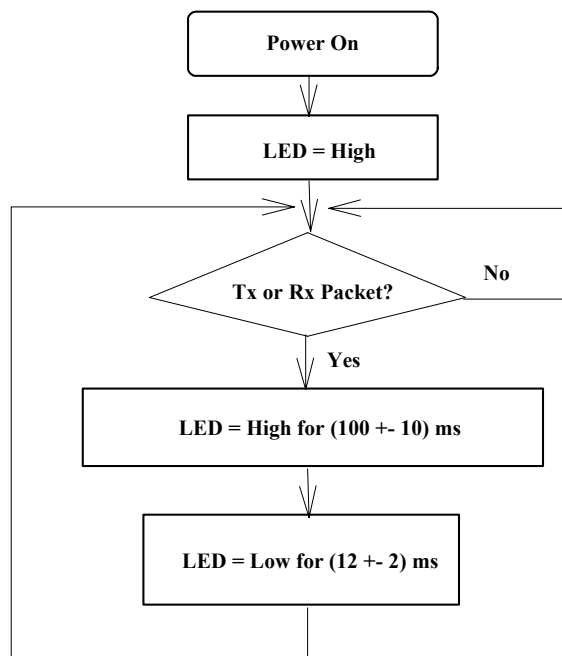 Power On
LED = High
Tx or Rx Packet?
No
Yes
LED = High for (100 +- 10) ms
LED = Low for (12 +- 2) ms